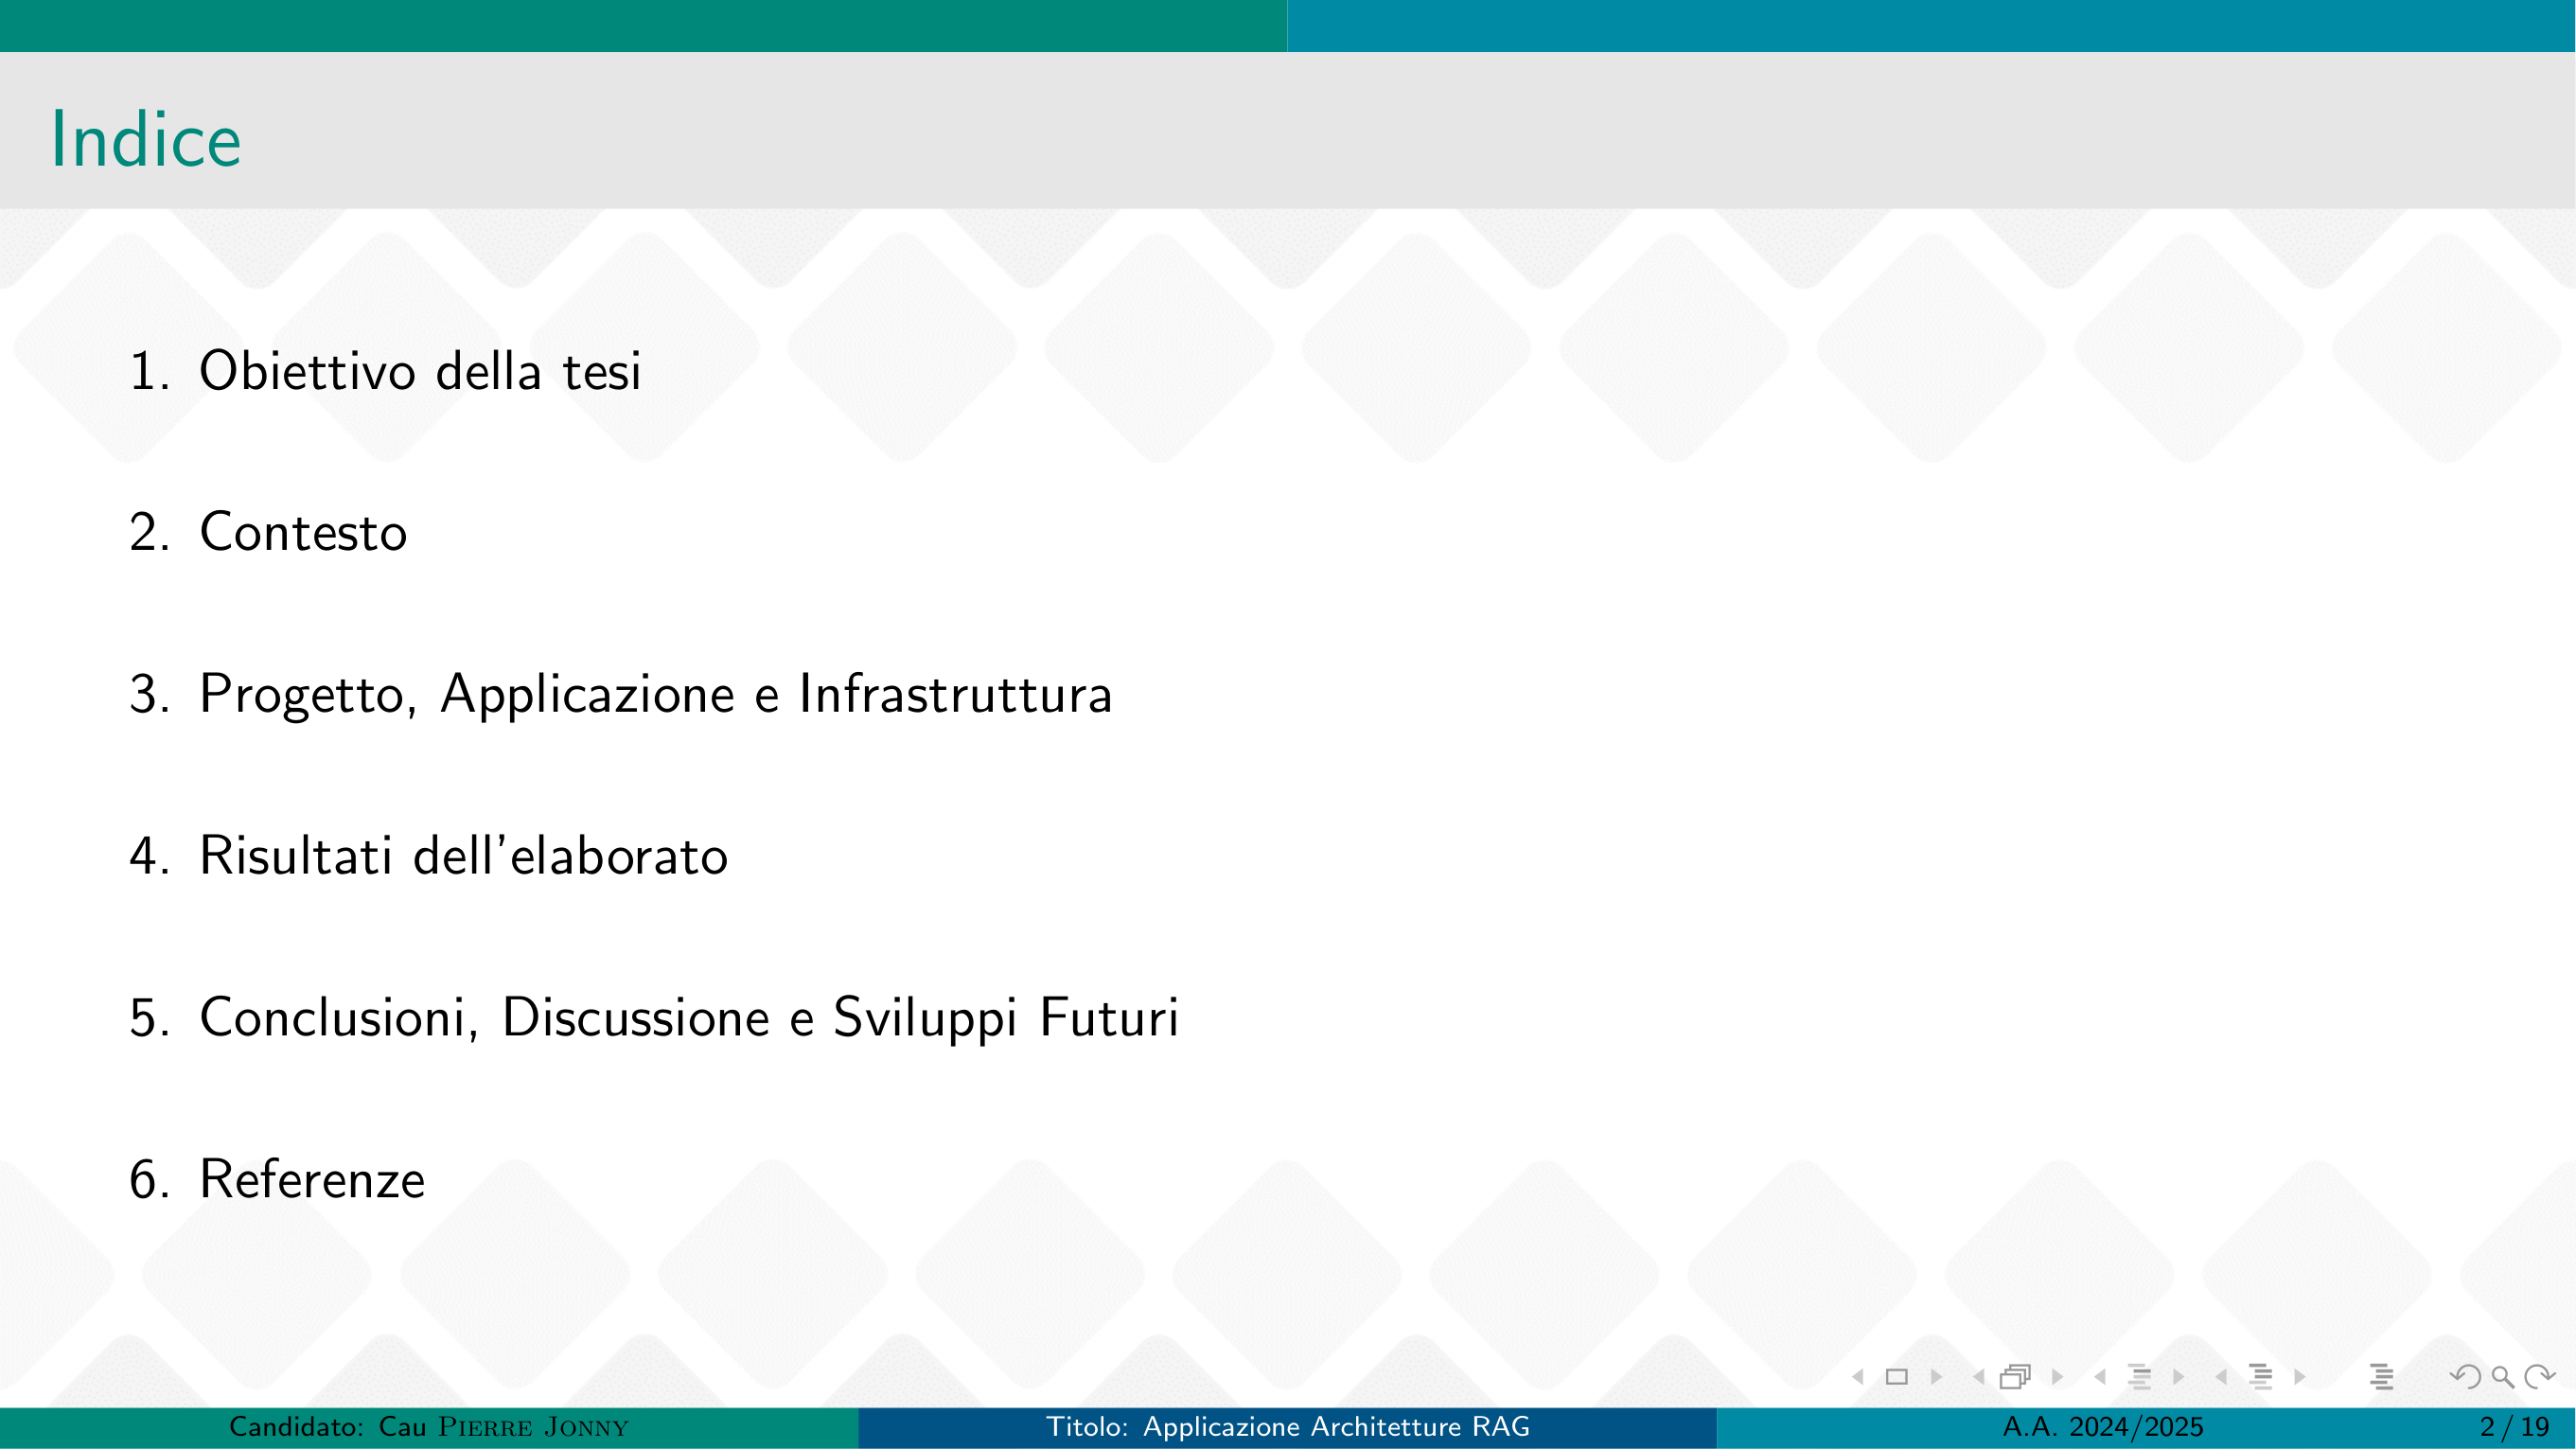 Indice
1. Obiettivo della tesi
2. Contesto
3. Progetto, Applicazione e Infrastruttura
4. Risultati dell'elaborato
5. Conclusioni, Discussione e Sviluppi Futuri
6. Referenze
Candidato: Cau Pierre Jonny Titolo: Applicazione Architetture RAG A.A. 2024/2025 2 / 19